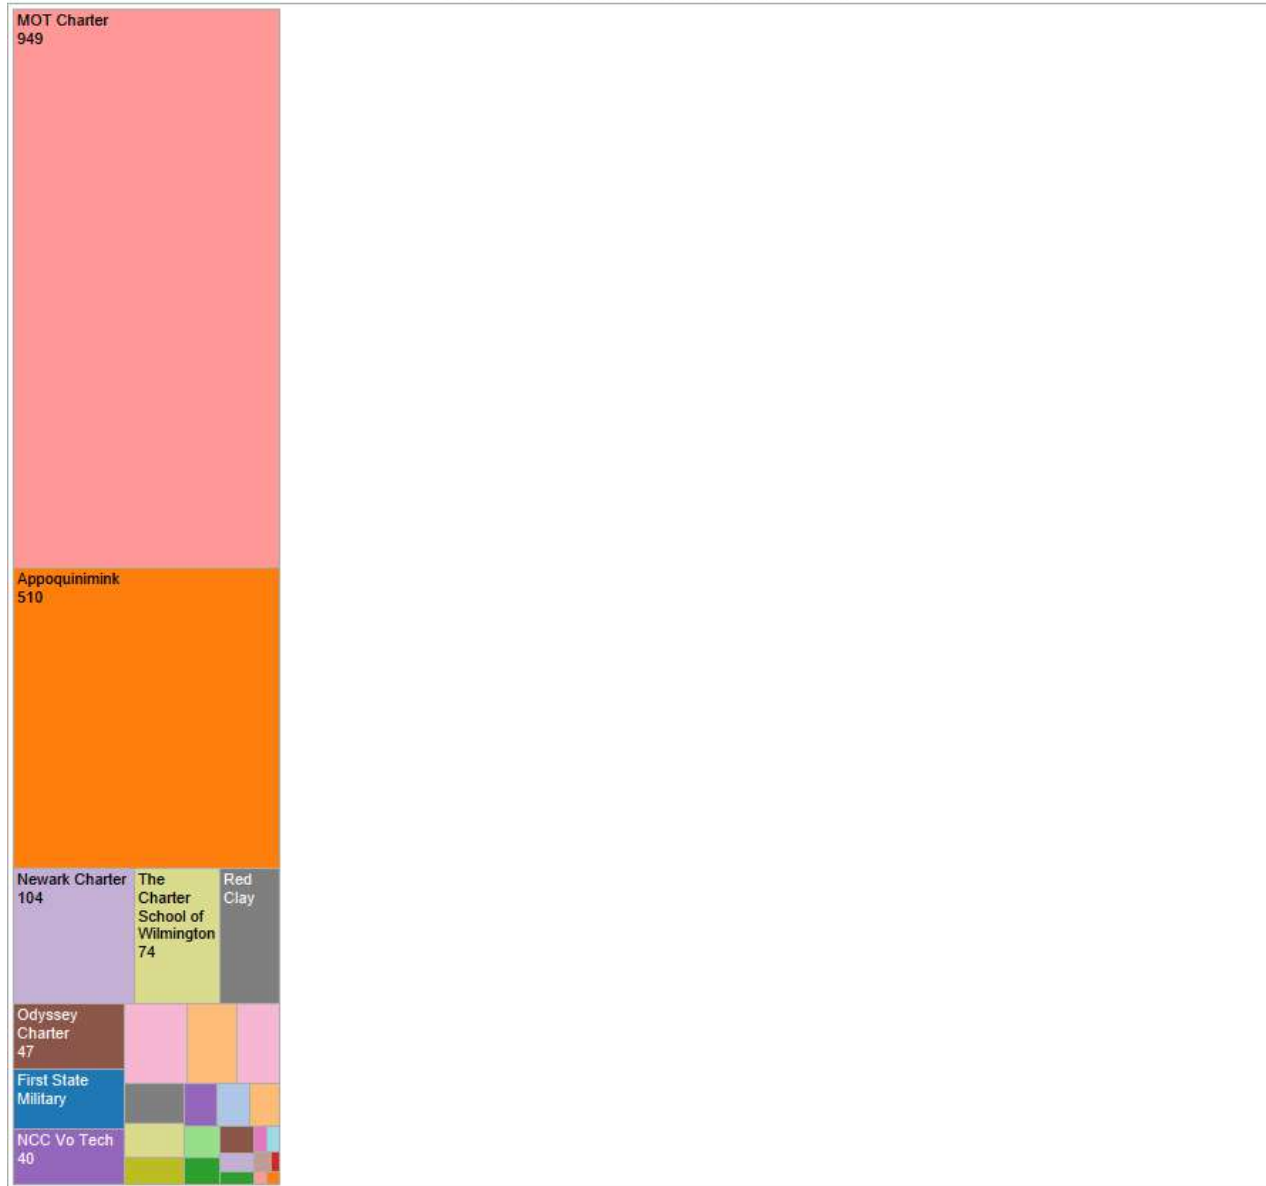 MOT Charter
949
Appoquinimink
510
Newark Charter
104
The
Charter
School of
Wilmington
74
Red
Clay
Odyssey
Charter
47
First State
Military
NCC Vo Tech
40